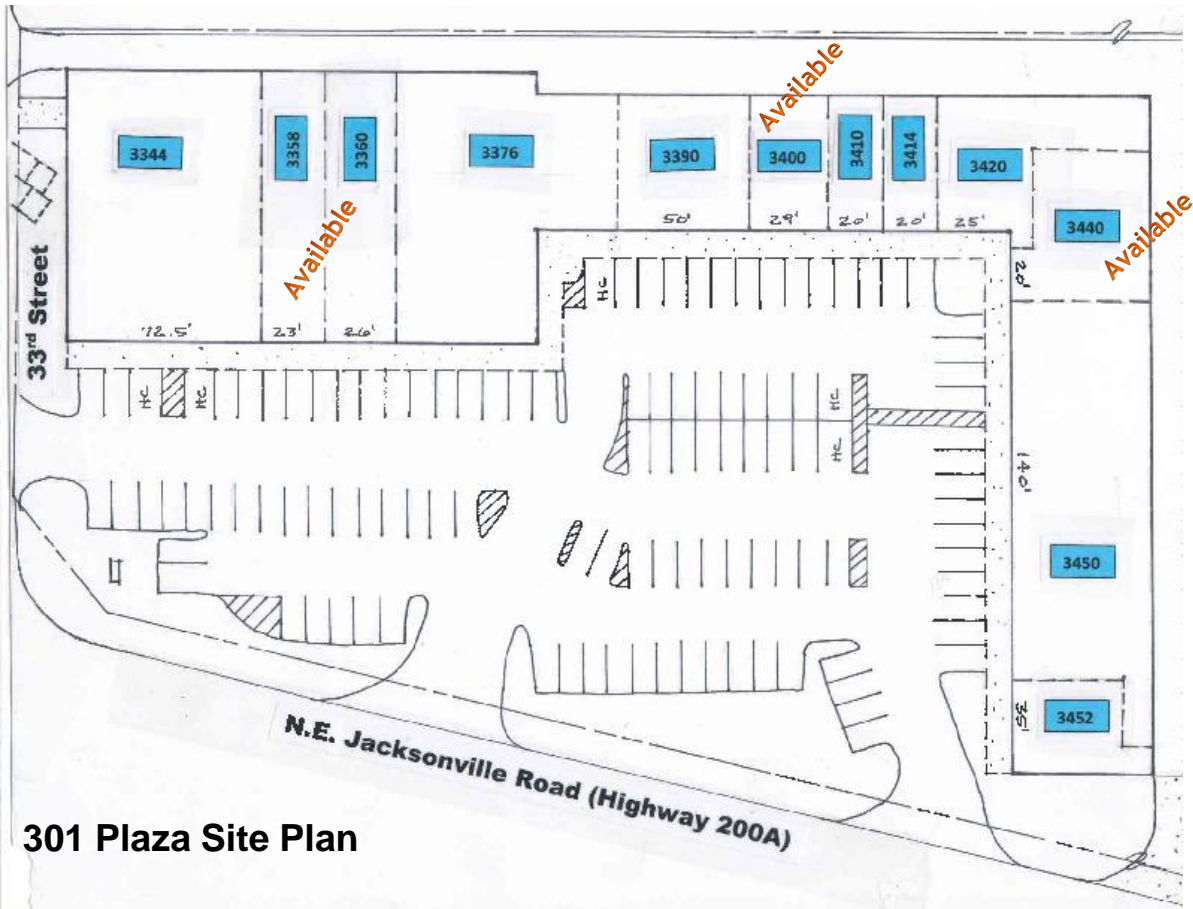 Available
3344
3358
3360
3376
3390
3400
3410
3414
3420
3440
Available
Available
50'
29'
20'
20'
25'
20'
33rd Street
72.5'
23'
26'
HC
HC
HC
HC
HC
140'
3450
3452
35'
N.E. Jacksonville Road (Highway 200A)
301 Plaza Site Plan